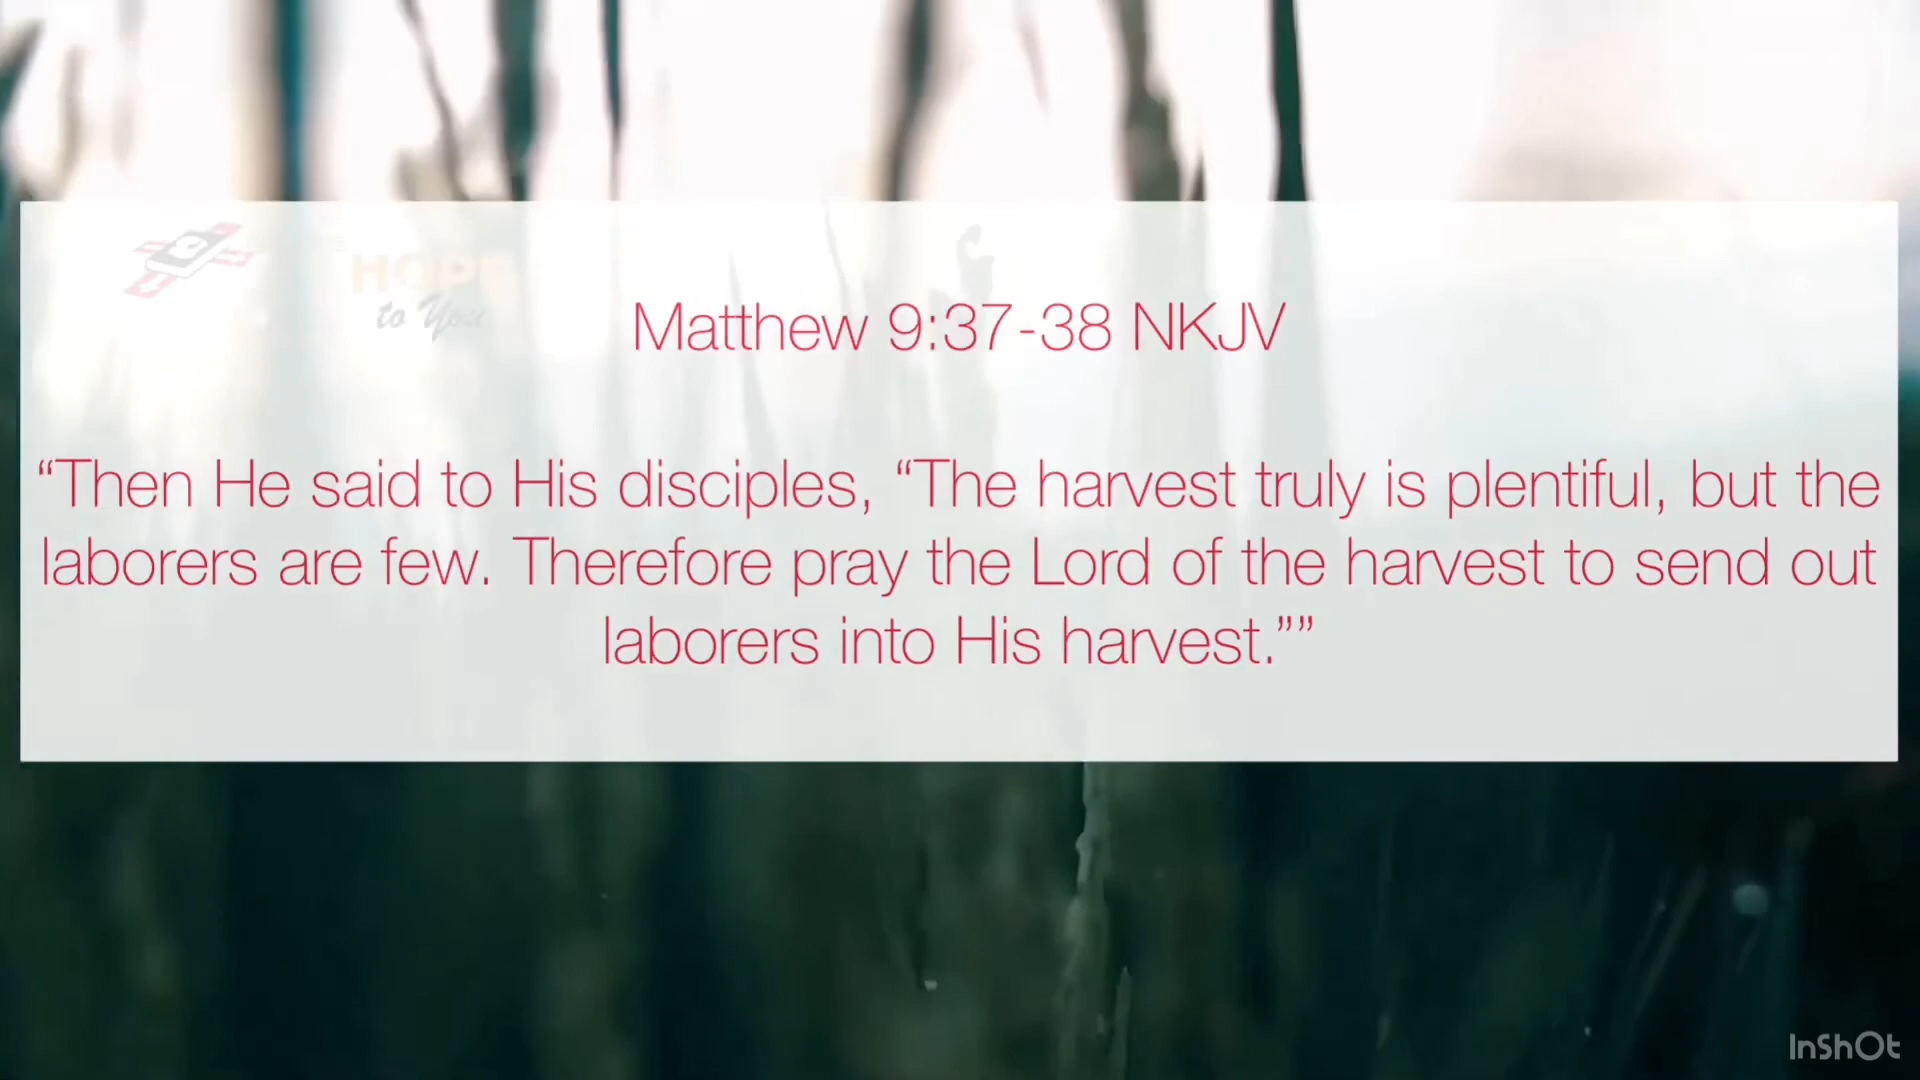 HOPE
to You
Matthew 9:37-38 NKJV
“Then He said to His disciples, “The harvest truly is plentiful, but the
laborers are few. Therefore pray the Lord of the harvest to send out
laborers into His harvest.””
InShOt